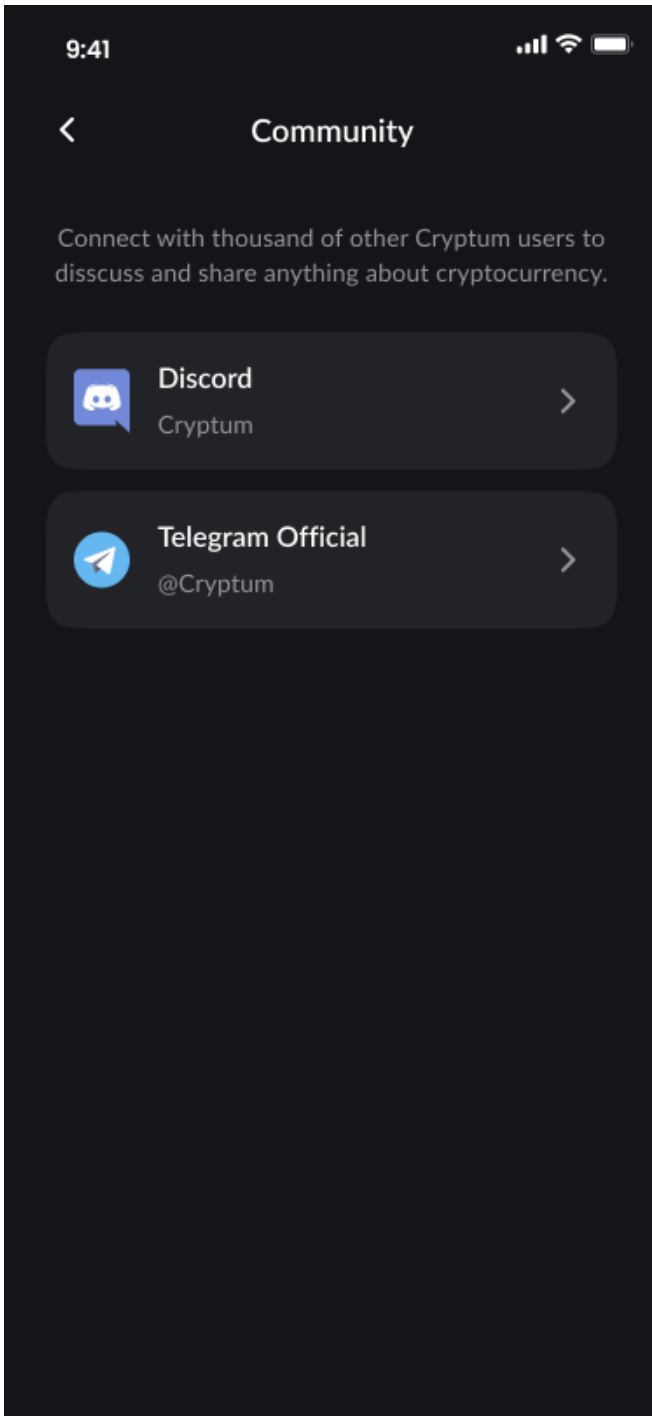 9:41
Community
Connect with thousand of other Cryptum users to
disscuss and share anything about cryptocurrency.
Discord
Cryptum
Telegram Official
@Cryptum